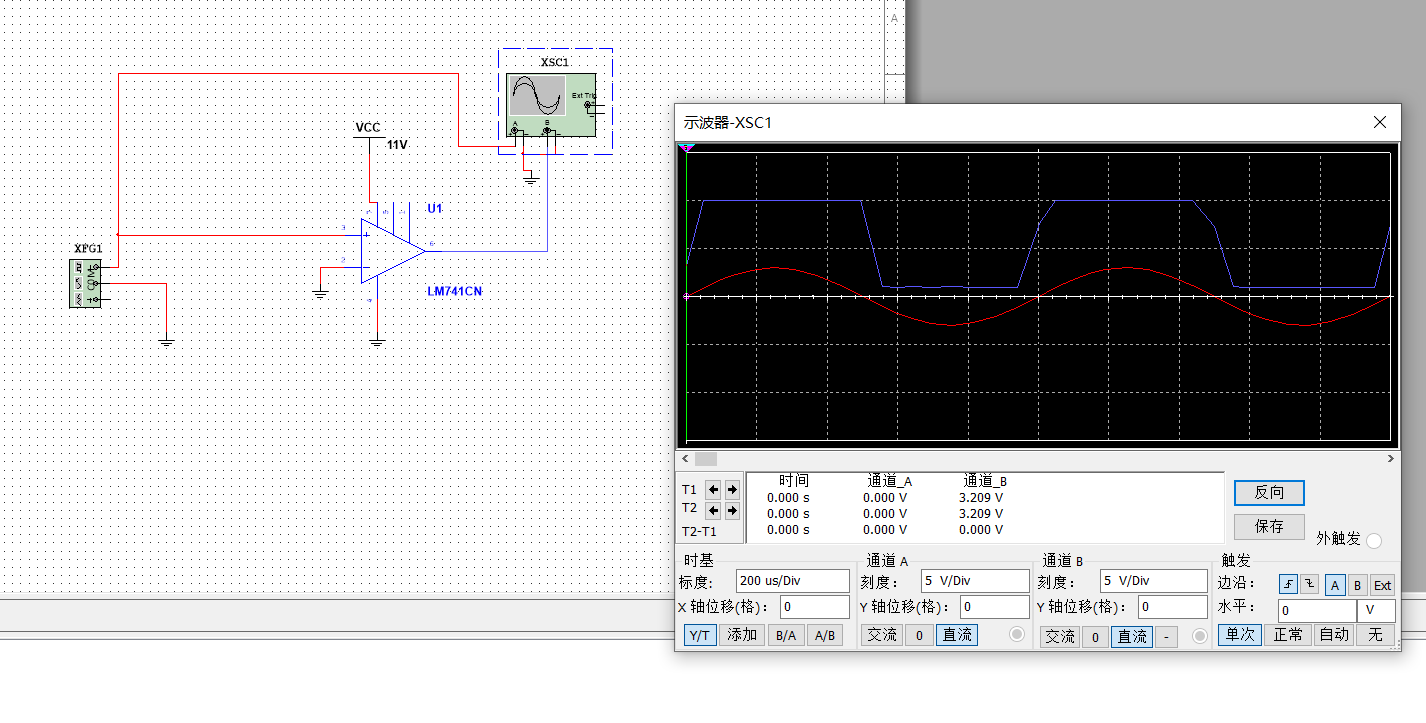 A
XSC1
Ext Trig
A
B
VCC
11V
U1
3
2
6
4
LM741CN
XFG1
COM
示波器-XSC1
时间 通道_A 通道_B
T1 0.000 s 0.000 V 3.209 V
T2 0.000 s 0.000 V 3.209 V
T2-T1 0.000 s 0.000 V 0.000 V
反向
保存
外触发
时基
标度: 200 us/Div
X 轴位移(格): 0
Y/T 添加 B/A A/B
通道 A
刻度: 5 V/Div
Y 轴位移(格): 0
交流 0 直流
通道 B
刻度: 5 V/Div
Y 轴位移(格): 0
交流 0 直流 -
触发
边沿: A B Ext
水平: 0 V
单次 正常 自动 无